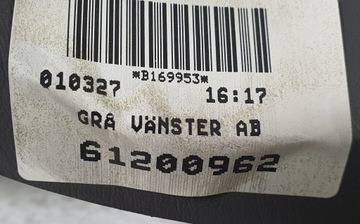 *B169953*
010327 16:17
GRÅ VÄNSTER AB
61200962